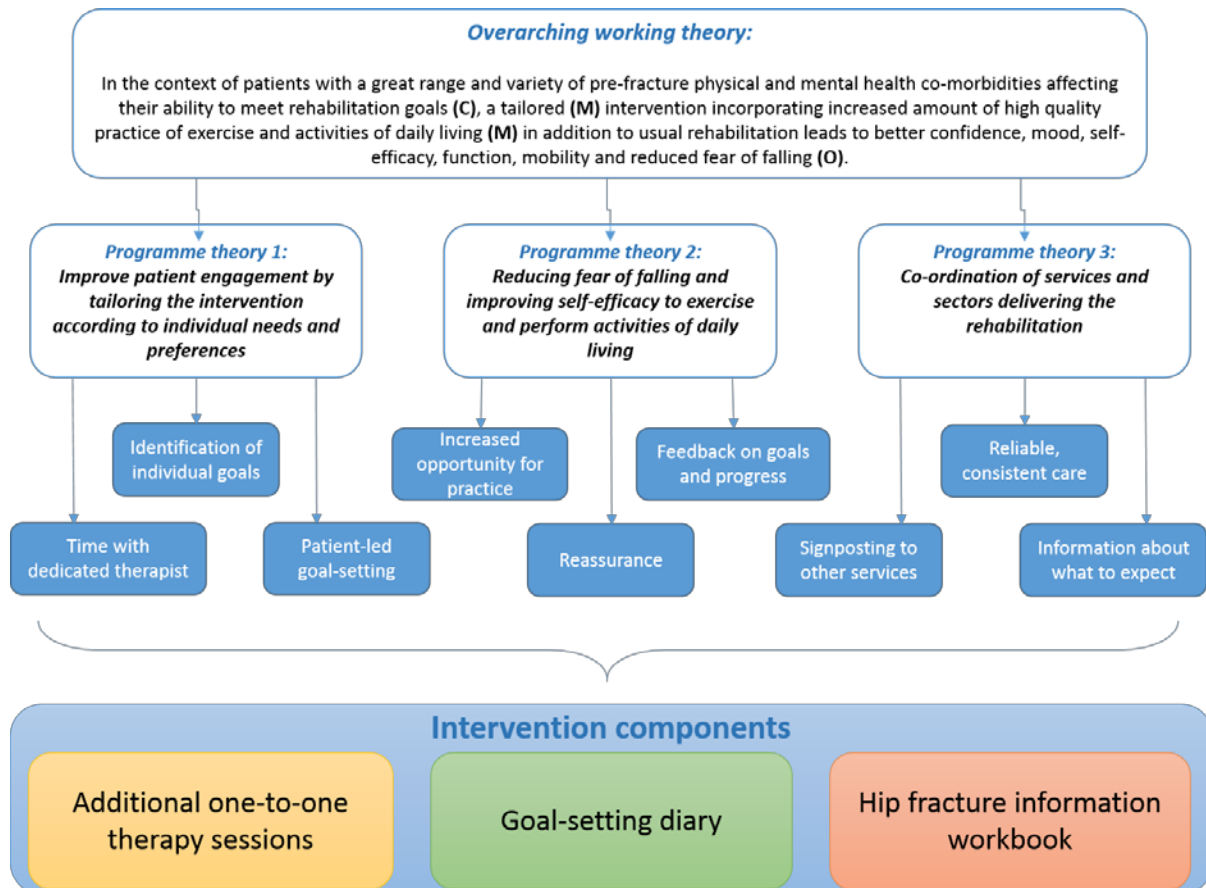 Overarching working theory:
In the context of patients with a great range and variety of pre-fracture physical and mental health co-morbidities affecting
their ability to meet rehabilitation goals (C), a tailored (M) intervention incorporating increased amount of high quality
practice of exercise and activities of daily living (M) in addition to usual rehabilitation leads to better confidence, mood, self-
efficacy, function, mobility and reduced fear of falling (O).
Programme theory 1:
Improve patient engagement by
tailoring the intervention
according to individual needs and
preferences
Programme theory 2:
Reducing fear of falling and
improving self-efficacy to exercise
and perform activities of daily
living
Programme theory 3:
Co-ordination of services and
sectors delivering the
rehabilitation
Identification of
individual goals
Increased
opportunity for
practice
Feedback on goals
and progress
Reliable,
consistent care
Time with
dedicated therapist
Patient-led
goal-setting
Reassurance
Signposting to
other services
Information about
what to expect
Intervention components
Additional one-to-one
therapy sessions
Goal-setting diary
Hip fracture information
workbook